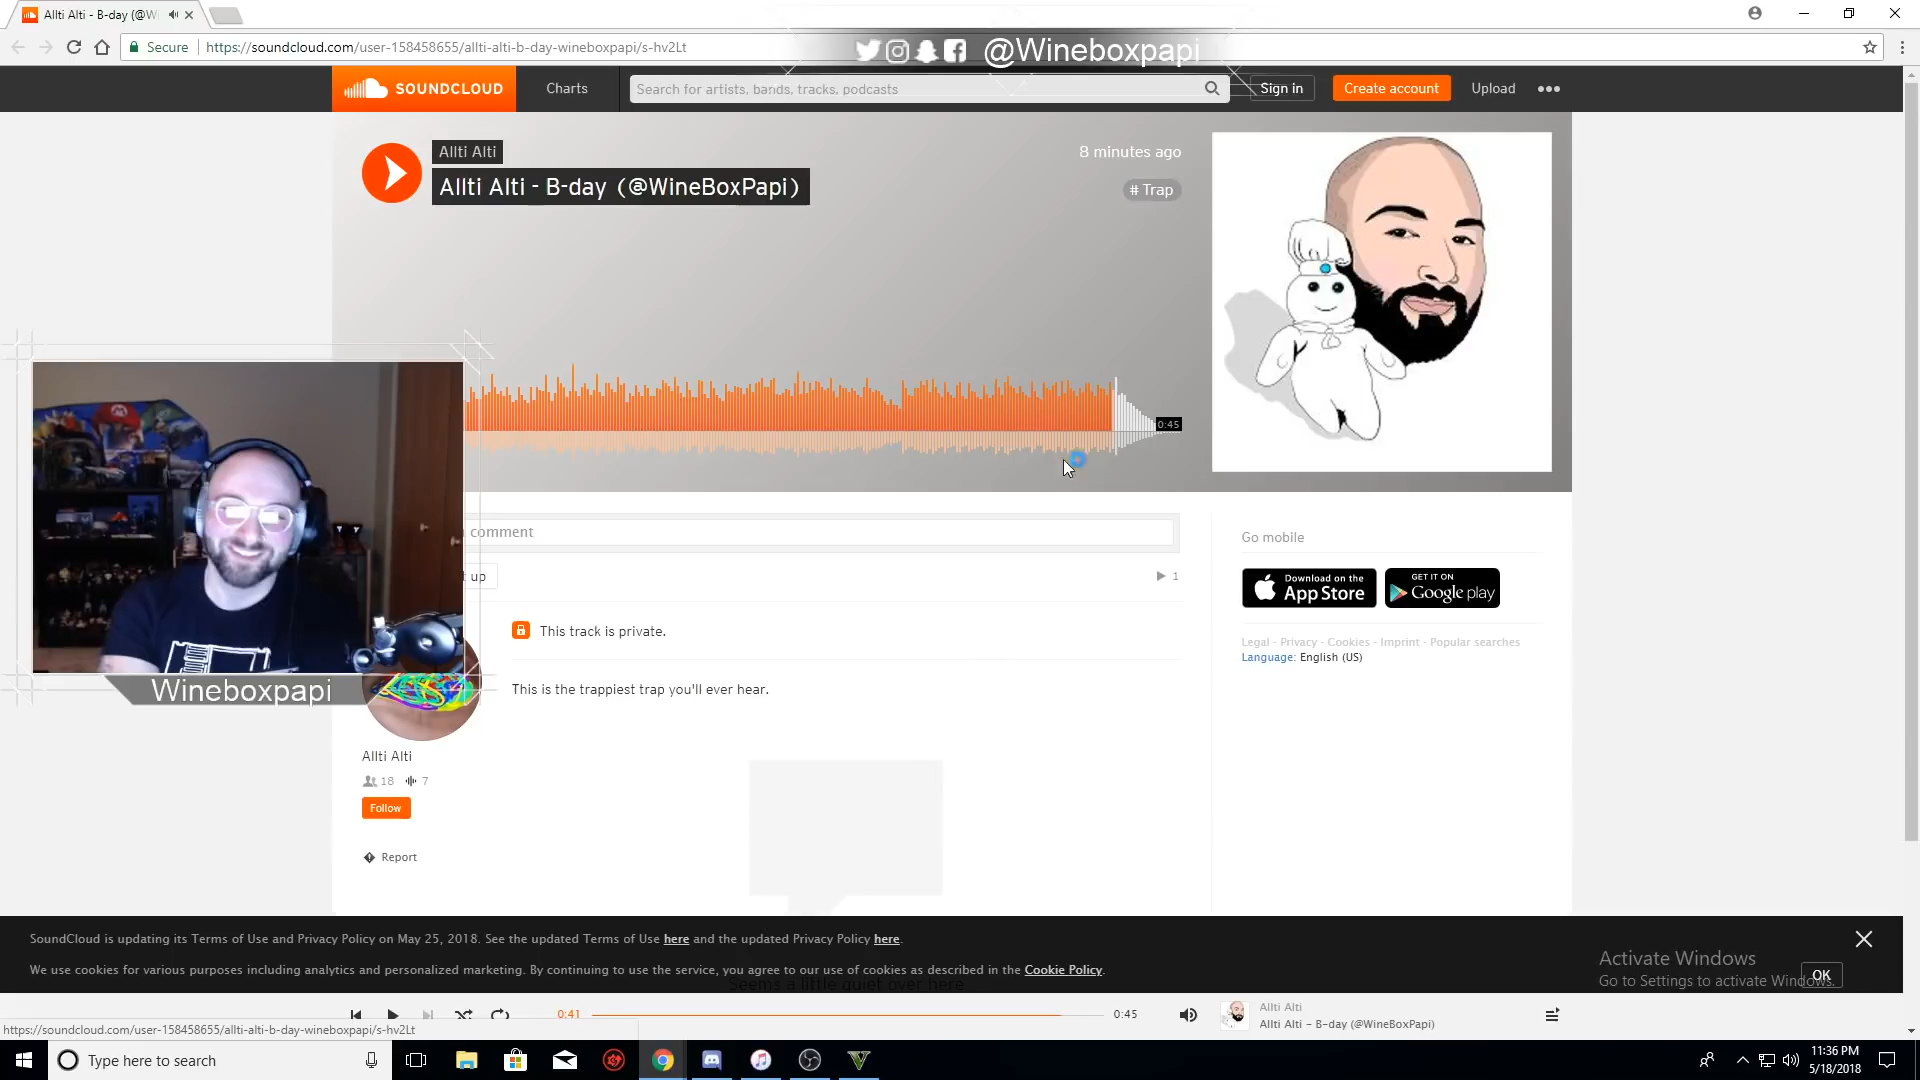 Allti Alti - B-day (@Wi
Secure
https://soundcloud.com/user-158458655/allti-alti-b-day-wineboxpapi/s-hv2Lt
@Wineboxpapi
SOUNDCLOUD
Charts
Search for artists, bands, tracks, podcasts
Sign in
Create account
Upload
Allti Alti
8 minutes ago
Allti Alti - B-day (@WineBoxPapi)
# Trap
0:45
comment
up
1
This track is private.
This is the trappiest trap you'll ever hear.
Wineboxpapi
Allti Alti
18
7
Follow
Report
Go mobile
Download on the
App Store
GET IT ON
Google play
Legal - Privacy - Cookies - Imprint - Popular searches
Language: English (US)
SoundCloud is updating its Terms of Use and Privacy Policy on May 25, 2018. See the updated Terms of Use here and the updated Privacy Policy here.
We use cookies for various purposes including analytics and personalized marketing. By continuing to use the service, you agree to our use of cookies as described in the Cookie Policy.
Seems a little quiet over here
Activate Windows
Go to Settings to activate Windows.
OK
0:41
0:45
Allti Alti
Allti Alti - B-day (@WineBoxPapi)
https://soundcloud.com/user-158458655/allti-alti-b-day-wineboxpapi/s-hv2Lt
Type here to search
11:36 PM
5/18/2018